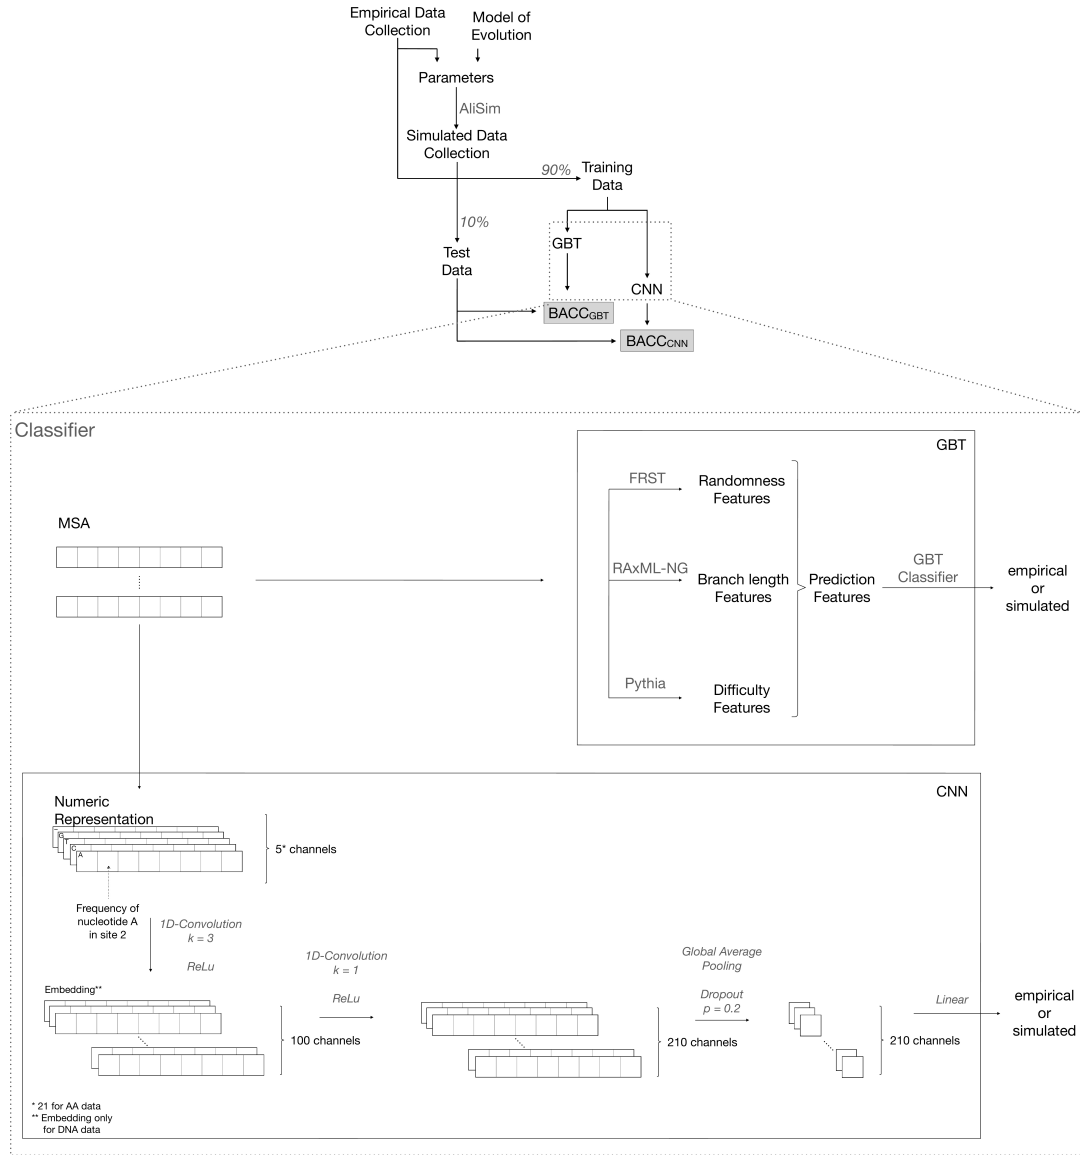 Empirical Data
Collection
Model of
Evolution
Parameters
AliSim
Simulated Data
Collection
90%
Training
Data
10%
Test
Data
GBT
CNN
BACCGBT
BACCCNN
Classifier
GBT
MSA
FRST
Randomness
Features
RAxML-NG
Branch length
Features
Pythia
Difficulty
Features
Prediction
Features
GBT
Classifier
empirical
or
simulated
CNN
Numeric
Representation
-
G
T
C
A
*
5* channels
Frequency of
nucleotide A
in site 2
1D-Convolution
k = 3
ReLu
Embedding**
100 channels
1D-Convolution
k = 1
ReLu
210 channels
Global Average
Pooling
Dropout
p = 0.2
210 channels
Linear
empirical
or
simulated
* 21 for AA data
** Embedding only
for DNA data